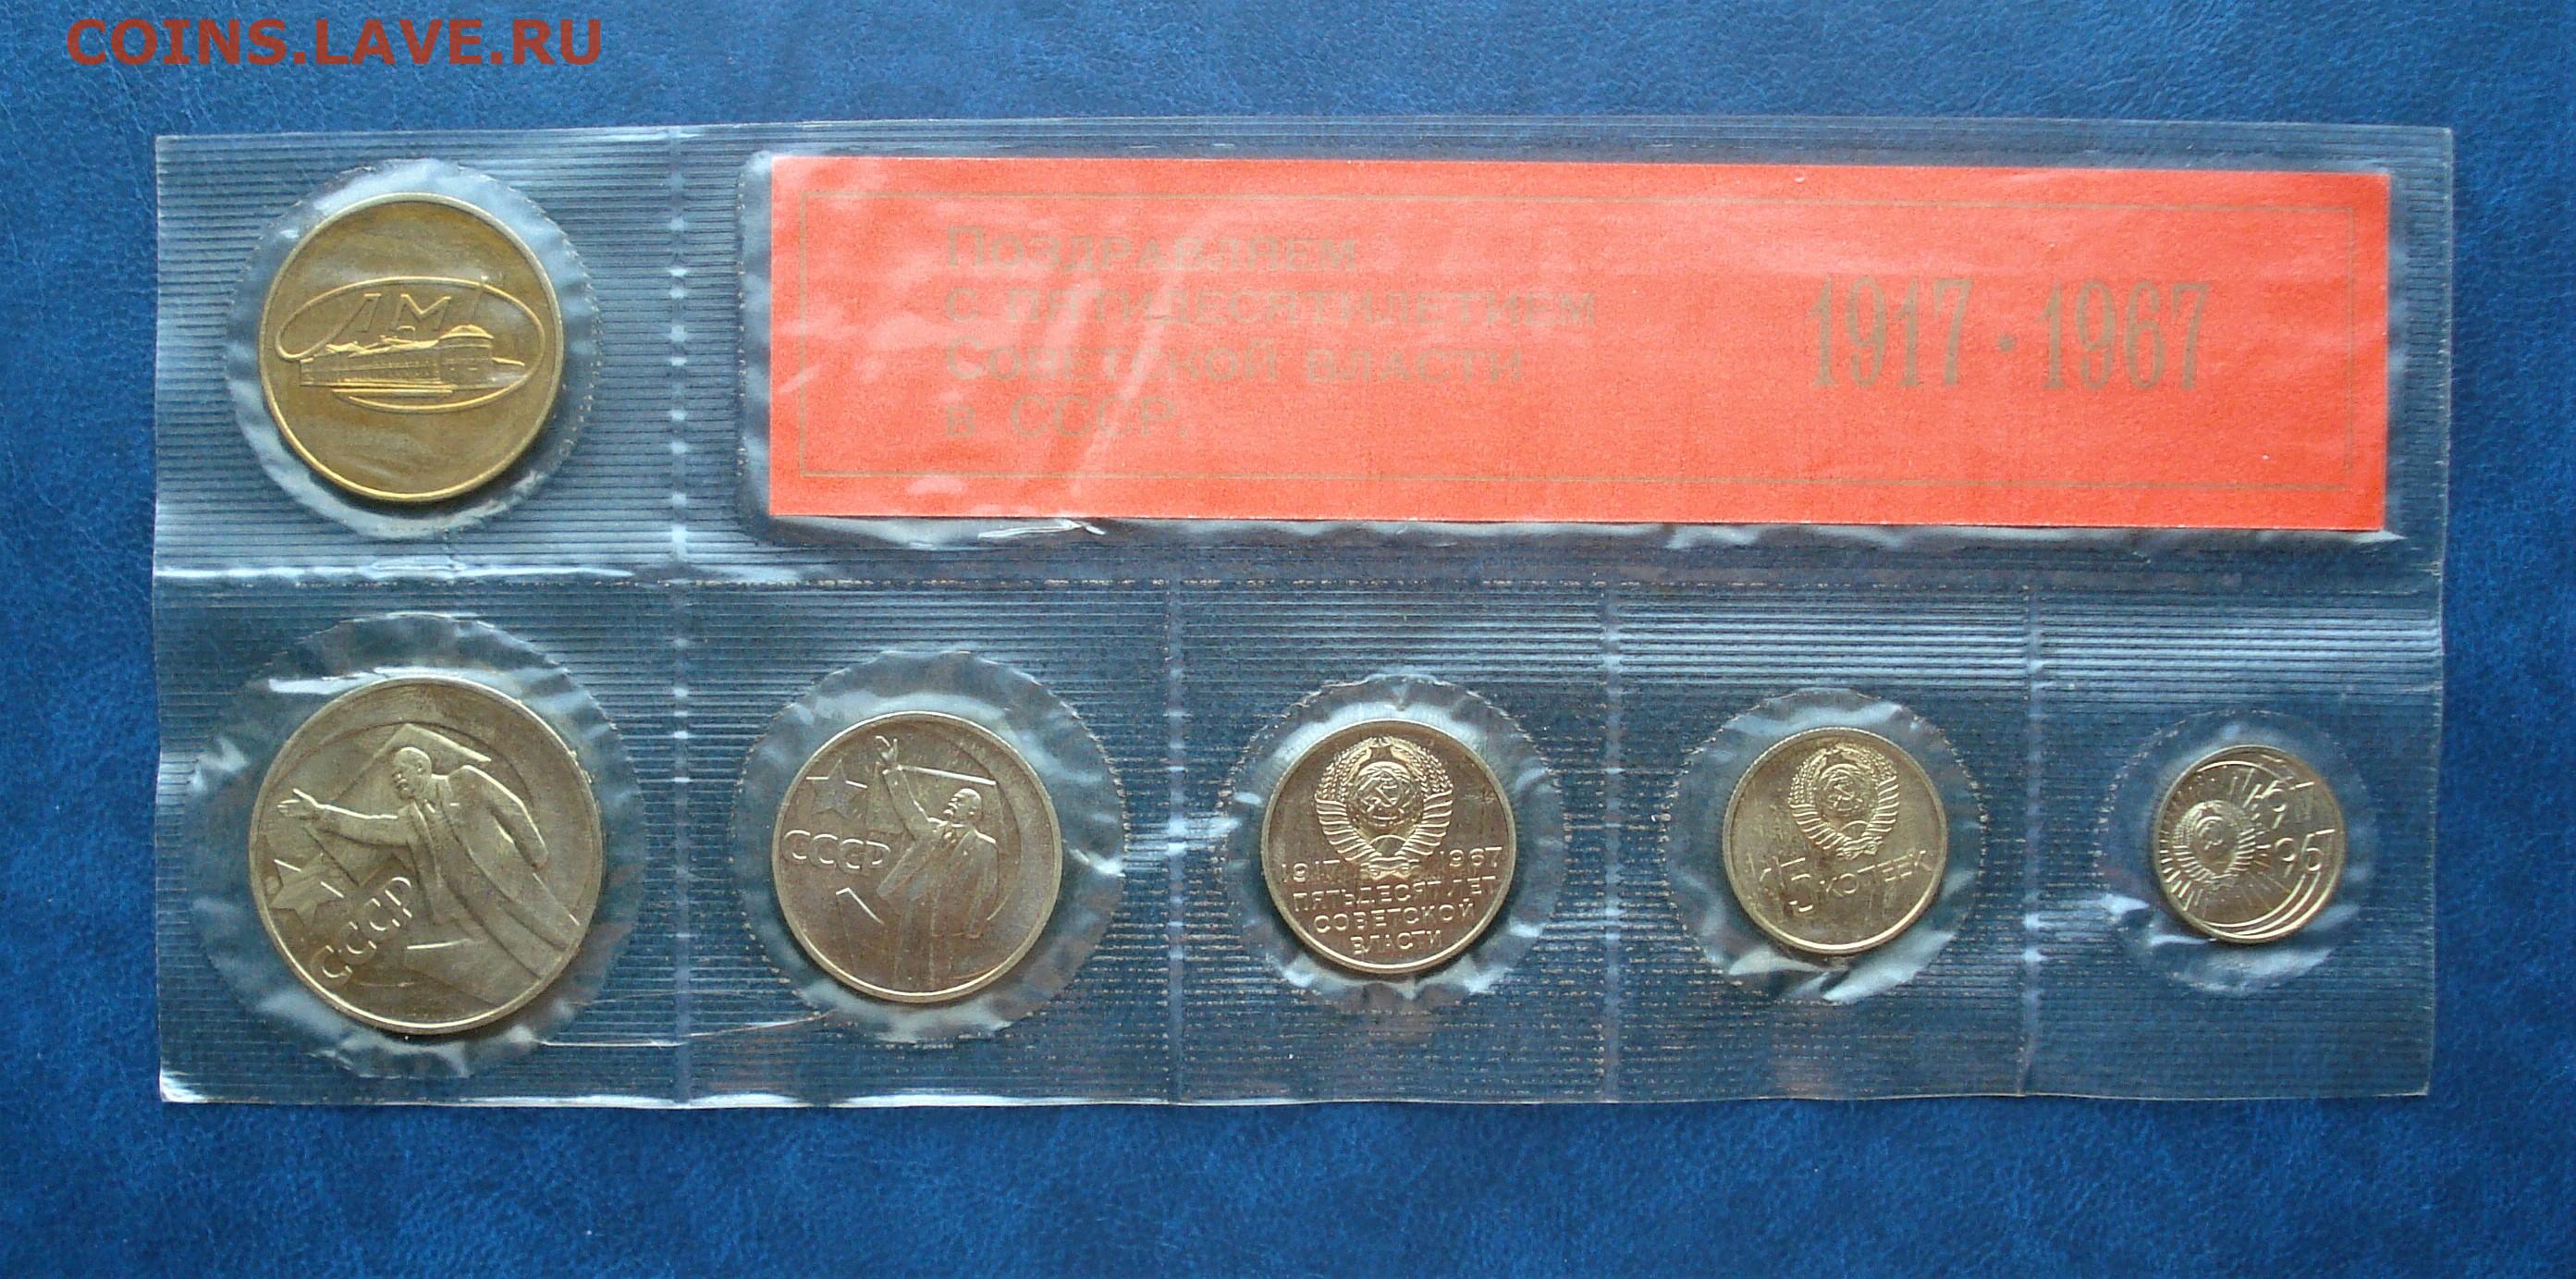 COINS.LAVE.RU
ЛМД
Поздравляем
с пятидесятилетием
Советской власти
в СССР.
1917 · 1967
СССР
СССР
1917 1967
ПЯТЬДЕСЯТ ЛЕТ
СОВЕТСКОЙ
ВЛАСТИ
15 КОПЕЕК
1967